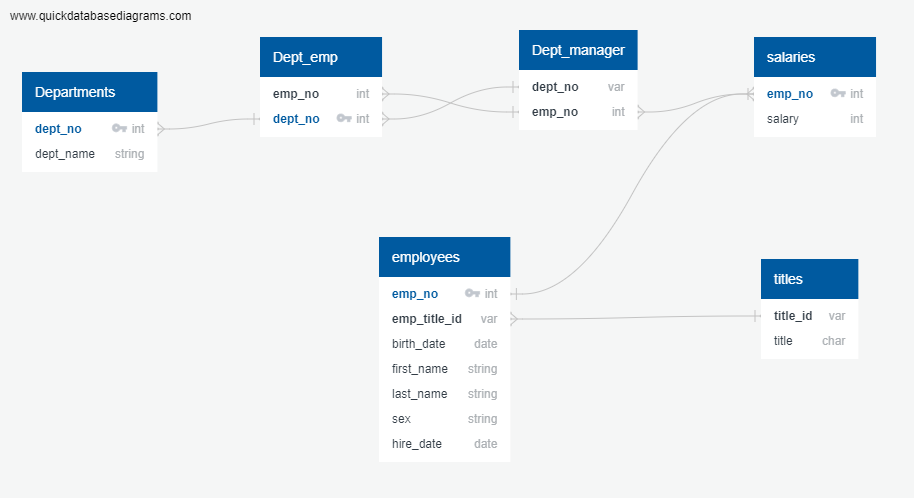 www.quickdatabasediagrams.com
Departments
dept_no int
dept_name string
Dept_emp
emp_no int
dept_no int
Dept_manager
dept_no var
emp_no int
salaries
emp_no int
salary int
employees
emp_no int
emp_title_id var
birth_date date
first_name string
last_name string
sex string
hire_date date
titles
title_id var
title char